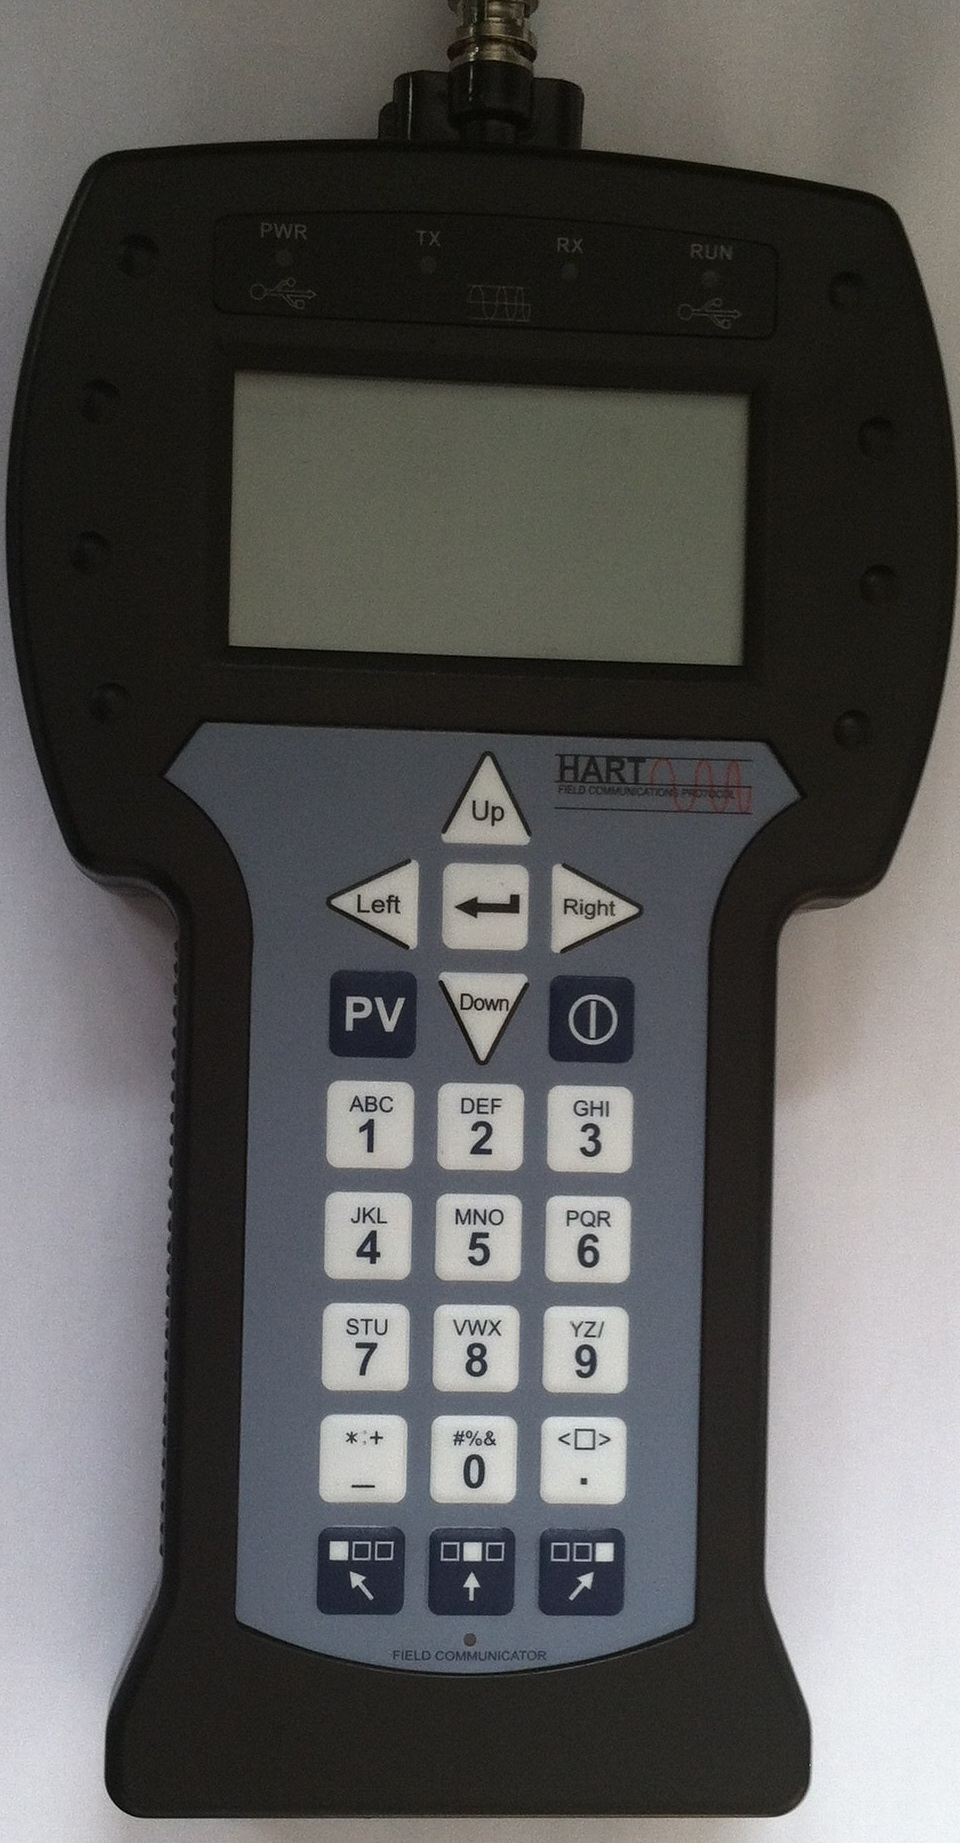 PWR TX RX RUN
HART
FIELD COMMUNICATIONS PROTOCOL
Up
Left Right
PV Down
ABC DEF GHI
1 2 3
JKL MNO PQR
4 5 6
STU VWX YZ/
7 8 9
*:+ #%& <□>
_ 0 .
FIELD COMMUNICATOR